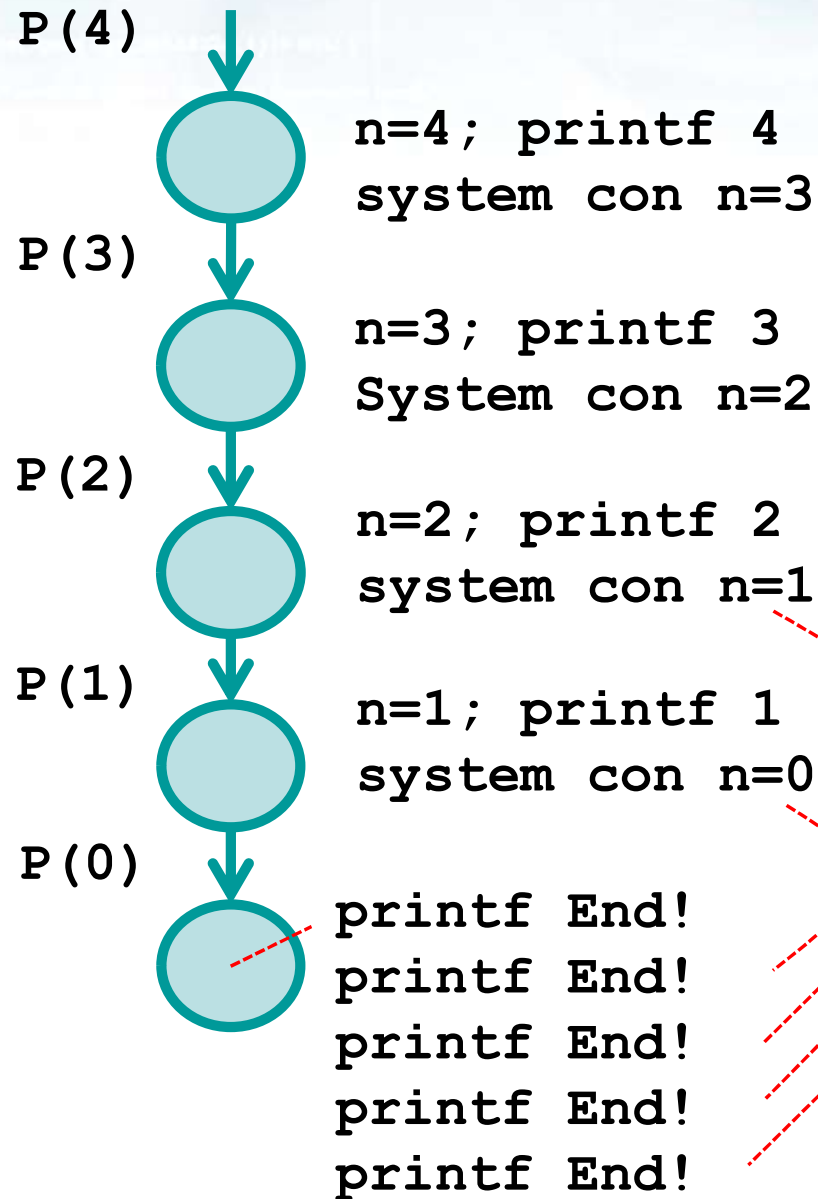 P(4)
n=4; printf 4
system con n=3
P(3)
n=3; printf 3
System con n=2
P(2)
n=2; printf 2
system con n=1
P(1)
n=1; printf 1
system con n=0
P(0)
printf End!
printf End!
printf End!
printf End!
printf End!